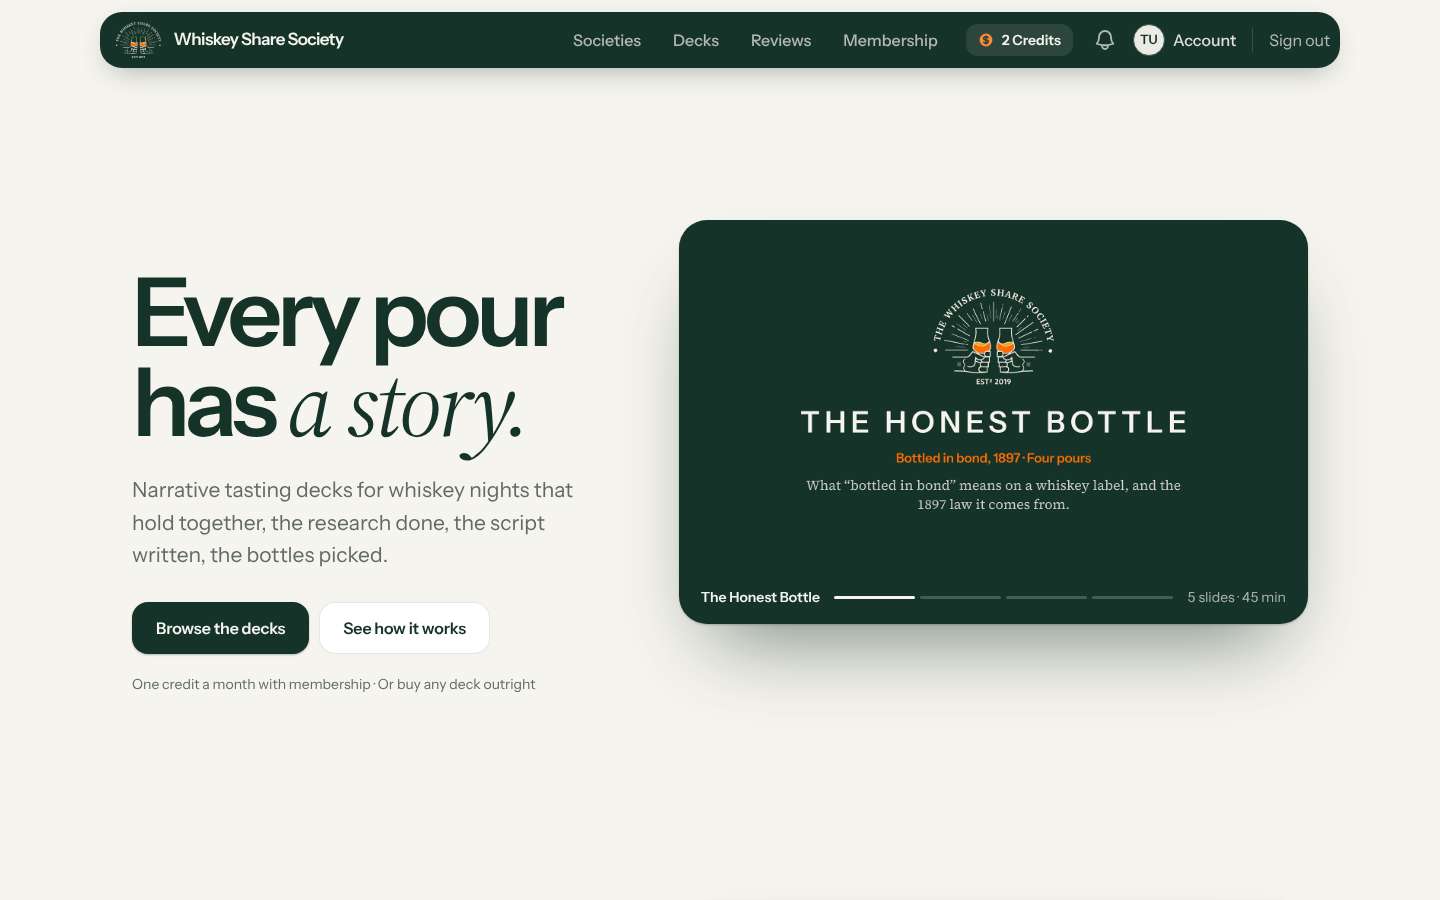 Whiskey Share Society
Societies
Decks
Reviews
Membership
2 Credits
TU
Account
Sign out
Every pour
has a story.
Narrative tasting decks for whiskey nights that
hold together, the research done, the script
written, the bottles picked.
Browse the decks
See how it works
One credit a month with membership · Or buy any deck outright
THE WHISKEY SHARE SOCIETY
ESTD 2019
THE HONEST BOTTLE
Bottled in bond, 1897 · Four pours
What “bottled in bond” means on a whiskey label, and the
1897 law it comes from.
The Honest Bottle
5 slides · 45 min